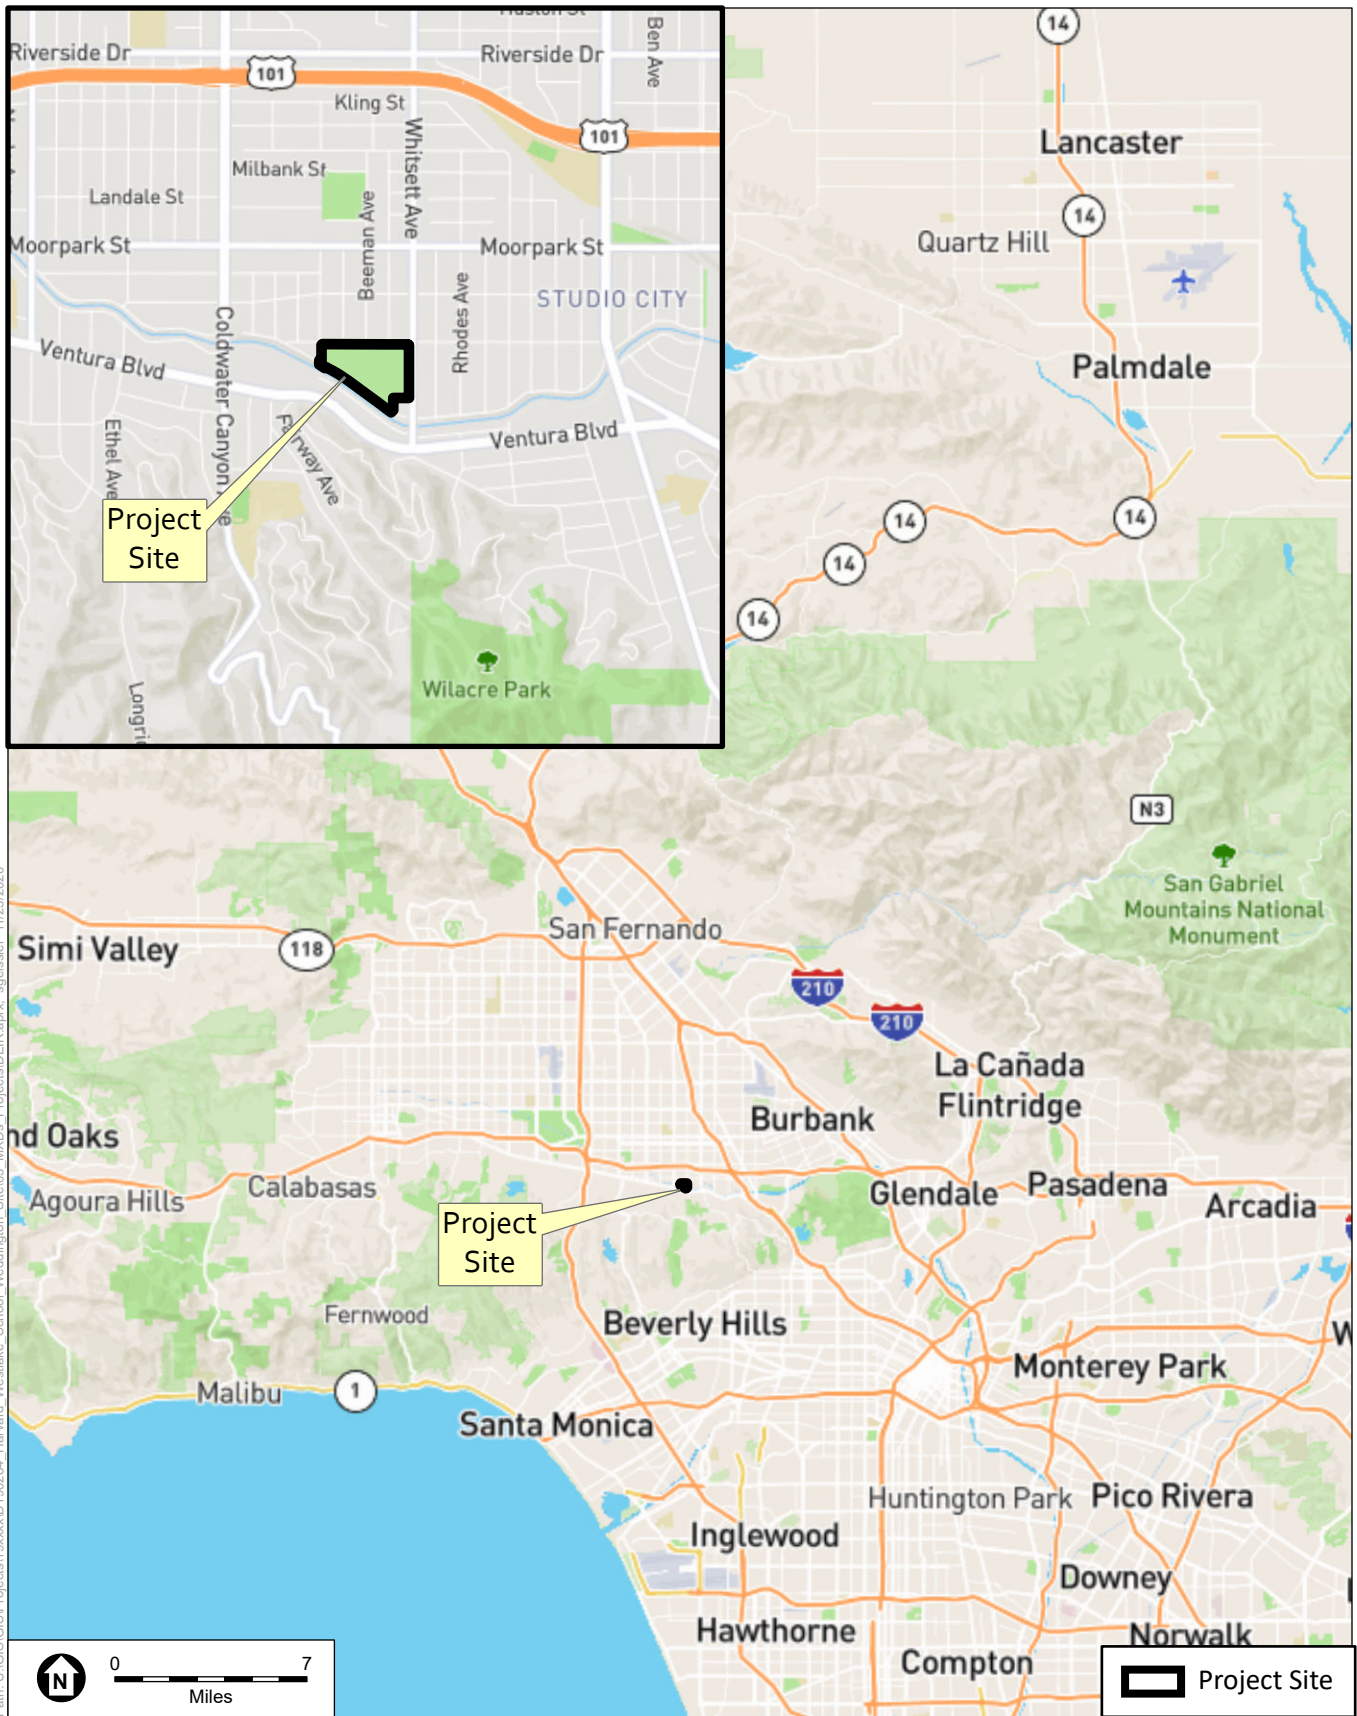 Riverside Dr
Riverside Dr
Ben Ave
101
Kling St
101
Whitsett Ave
Milbank St
Landale St
Beeman Ave
Moorpark St
Moorpark St
Rhodes Ave
STUDIO CITY
Coldwater Canyon Ave
Ventura Blvd
Ventura Blvd
Ethel Ave
Fairway Ave
Project
Site
Wilacre Park
14
Lancaster
14
Quartz Hill
Palmdale
14
14
14
14
N3
San Gabriel
Mountains National
Monument
Simi Valley
118
San Fernando
210
210
La Cañada
Flintridge
Burbank
nd Oaks
Agoura Hills
Calabasas
Glendale
Pasadena
Arcadia
Project
Site
Fernwood
Beverly Hills
Monterey Park
Malibu
1
Santa Monica
Huntington Park
Pico Rivera
Inglewood
Downey
Hawthorne
Norwalk
Compton
N
0
7
Miles
Project Site